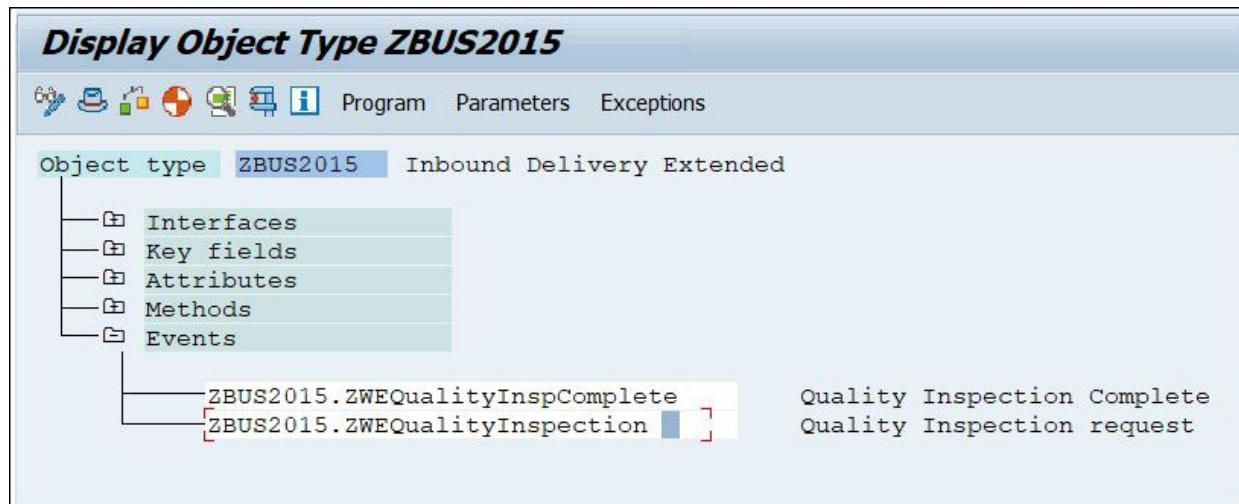 Display Object Type ZBUS2015
Program Parameters Exceptions
Object type ZBUS2015 Inbound Delivery Extended
Interfaces
Key fields
Attributes
Methods
Events
ZBUS2015.ZWEQualityInspComplete Quality Inspection Complete
ZBUS2015.ZWEQualityInspection Quality Inspection request